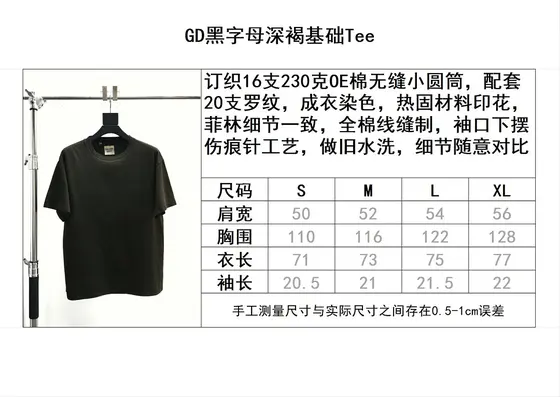 GD黑字母深褐基础Tee
订织16支230克OE棉无缝小圆筒，配套
20支罗纹，成衣染色，热固材料印花，
菲林细节一致，全棉线缝制，袖口下摆
伤痕针工艺，做旧水洗，细节随意对比
尺码 S M L XL
肩宽 50 52 54 56
胸围 110 116 122 128
衣长 71 73 75 77
袖长 20.5 21 21.5 22
手工测量尺寸与实际尺寸之间存在0.5-1cm误差